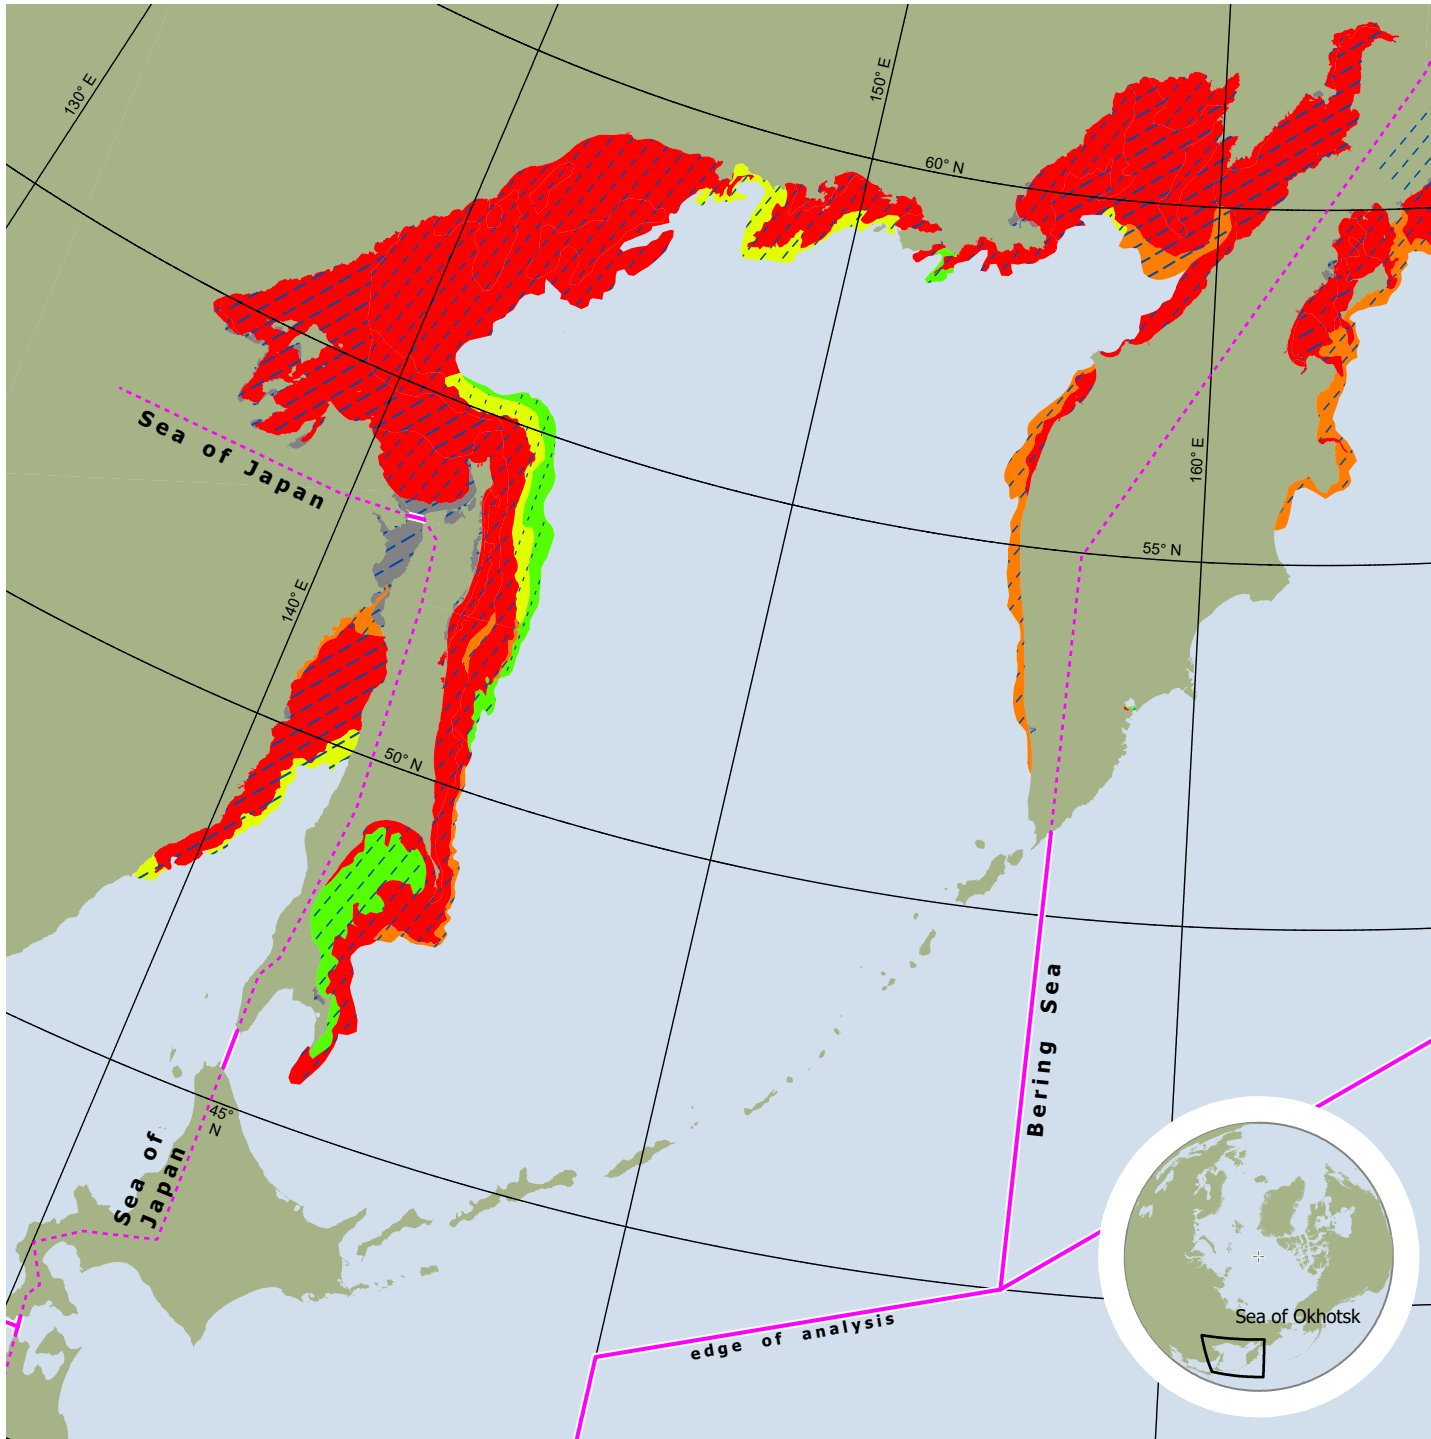 130° E
150° E
60° N
Sea of Japan
160° E
55° N
140° E
50° N
Bering Sea
45°
N
Sea of
Japan
Sea of Okhotsk
edge of analysis